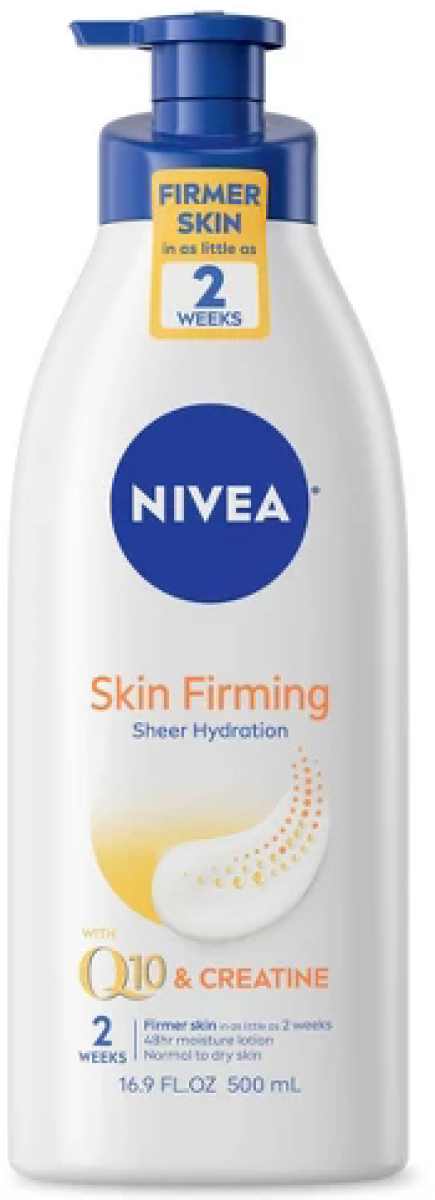 FIRMER
SKIN
in as little as
2
WEEKS
NIVEA
Skin Firming
Sheer Hydration
WITH
Q10 & CREATINE
2
WEEKS
Firmer skin in as little as 2 weeks
48hr moisture lotion
Normal to dry skin
16.9 FL.OZ 500 mL